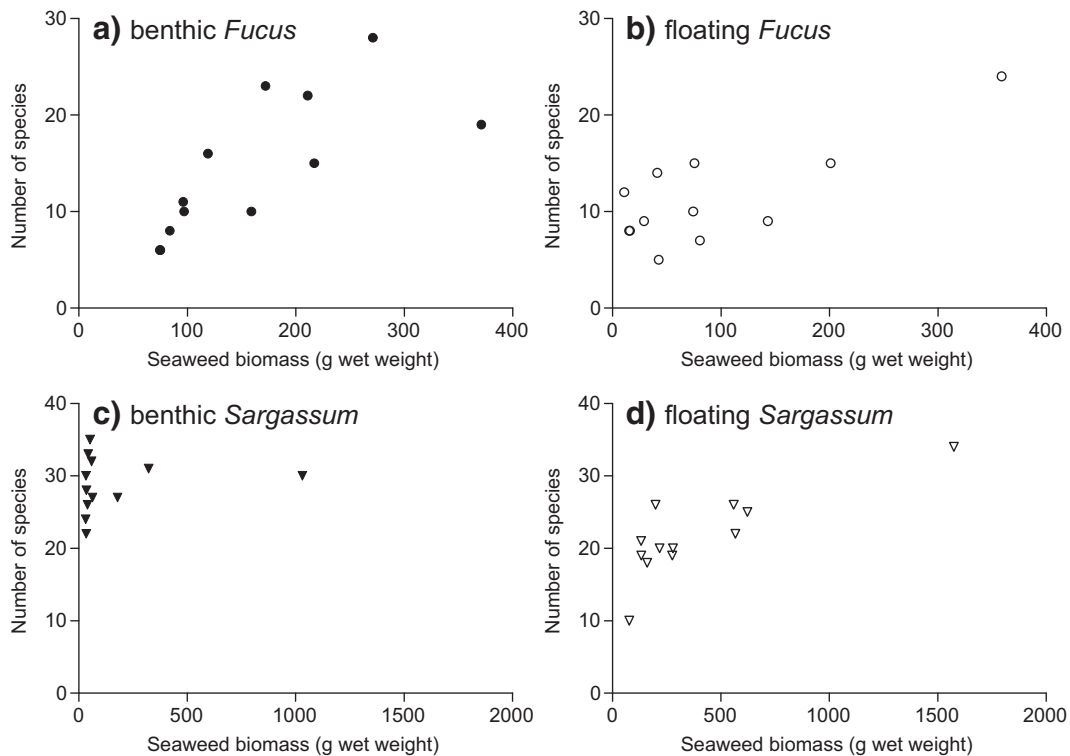 a) benthic Fucus
30
20
10
0
Number of species
0 100 200 300 400
Seaweed biomass (g wet weight)
b) floating Fucus
30
20
10
0
Number of species
0 100 200 300 400
Seaweed biomass (g wet weight)
c) benthic Sargassum
40
30
20
10
0
Number of species
0 500 1000 1500 2000
Seaweed biomass (g wet weight)
d) floating Sargassum
40
30
20
10
0
Number of species
0 500 1000 1500 2000
Seaweed biomass (g wet weight)